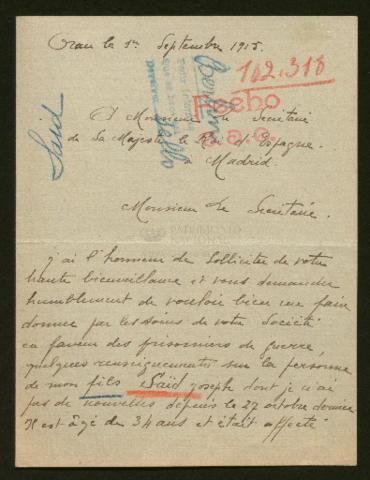 Oran le 1er Septembre 1915.
102.318
Fecho
Said
A Monsieur le Secrétaire
de Sa Majesté le Roi d'Espagne.
a Madrid.
Monsieur Le Secrétaire.
PATRIMONIO
j'ai l'honneur de Solliciter de votre
haute bienveillance et vous demander
humblement de vouloir bien me faire
donner par les soins de votre Société
en faveur des prisonniers de guerre,
quelques renseignements sur la personne
de mon fils Saïd joseph dont je n'ai
pas de nouvelles depuis le 27 octobre dernier
Il est âgé de 34 ans et était affecté